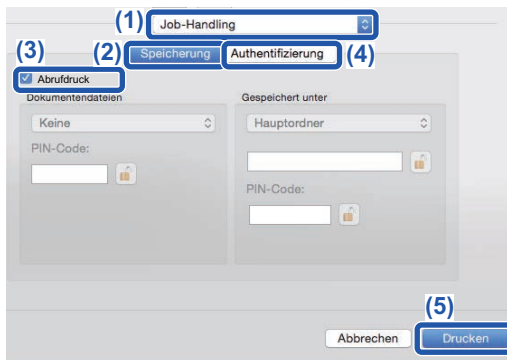 (1) Job-Handling
(3) (2) Speicherung Authentifizierung (4)
Abrufdruck
Dokumentendateien Gespeichert unter
Keine Hauptordner
PIN-Code:
PIN-Code:
(5)
Abbrechen Drucken